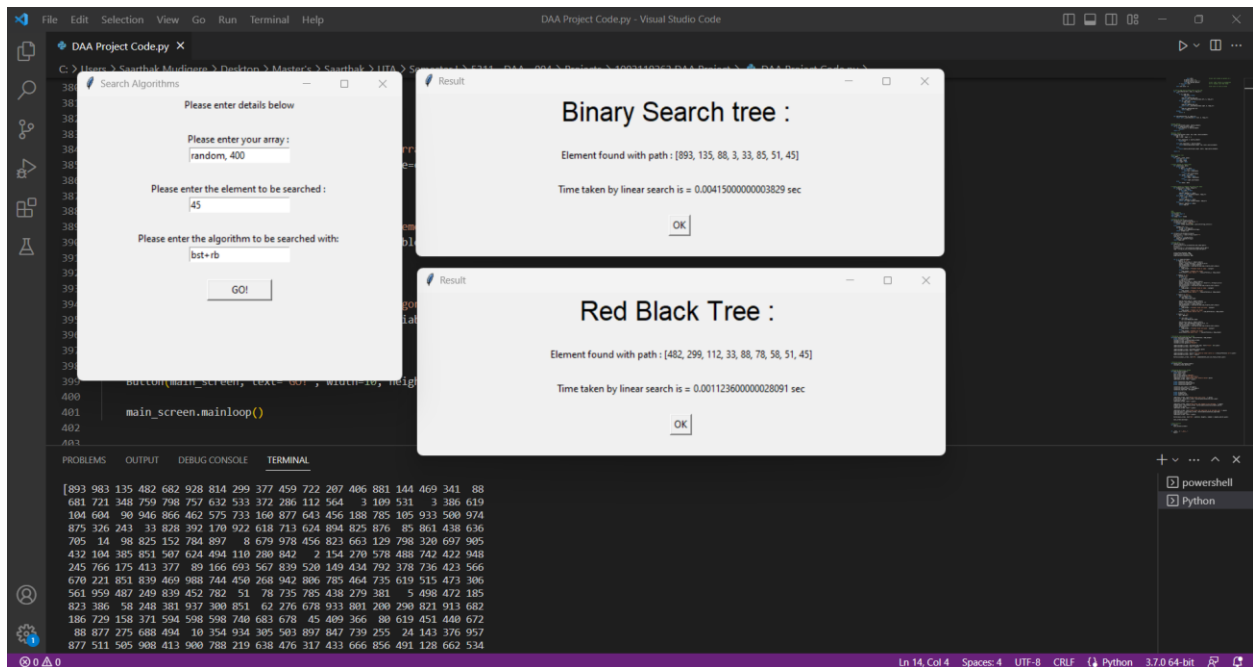 File Edit Selection View Go Run Terminal Help
DAA Project Code.py - Visual Studio Code
DAA Project Code.py
Search Algorithms
Please enter details below
Please enter your array :
random, 400
Please enter the element to be searched :
45
Please enter the algorithm to be searched with:
bst+rb
GO!
Result
Binary Search tree :
Element found with path : [893, 135, 88, 3, 33, 85, 51, 45]
Time taken by linear search is = 0.00415000000003829 sec
OK
Result
Red Black Tree :
Element found with path : [482, 299, 112, 33, 88, 78, 58, 51, 45]
Time taken by linear search is = 0.001123600000028091 sec
OK
399
400
401 main_screen.mainloop()
402
403
PROBLEMS OUTPUT DEBUG CONSOLE TERMINAL
powershell
Python
[893 983 135 482 682 928 814 299 377 459 722 207 406 881 144 469 341 88
681 721 348 759 798 757 632 533 372 286 112 564 3 109 531 3 386 619
104 604 90 946 866 462 575 733 160 877 643 456 188 785 105 933 500 974
875 326 243 33 828 392 170 922 618 713 624 894 825 876 85 861 438 636
705 14 98 825 152 784 897 8 679 978 456 823 663 129 798 320 697 905
432 104 385 851 507 624 494 110 280 842 2 154 270 578 488 742 422 948
245 766 175 413 377 89 166 693 567 839 520 149 434 792 378 736 423 566
670 221 851 839 469 988 744 450 268 942 806 785 464 735 619 515 473 306
561 959 487 249 839 452 782 51 78 735 785 438 279 381 5 498 472 185
823 386 58 248 381 937 300 851 62 276 678 933 801 200 290 821 913 682
186 729 158 371 594 598 598 740 683 678 45 409 366 80 619 451 440 672
88 877 275 688 494 10 354 934 305 503 897 847 739 255 24 143 376 957
877 511 505 908 413 900 788 219 638 476 317 433 666 856 491 128 662 534
0 0
Ln 14, Col 4 Spaces: 4 UTF-8 CRLF Python 3.7.0 64-bit